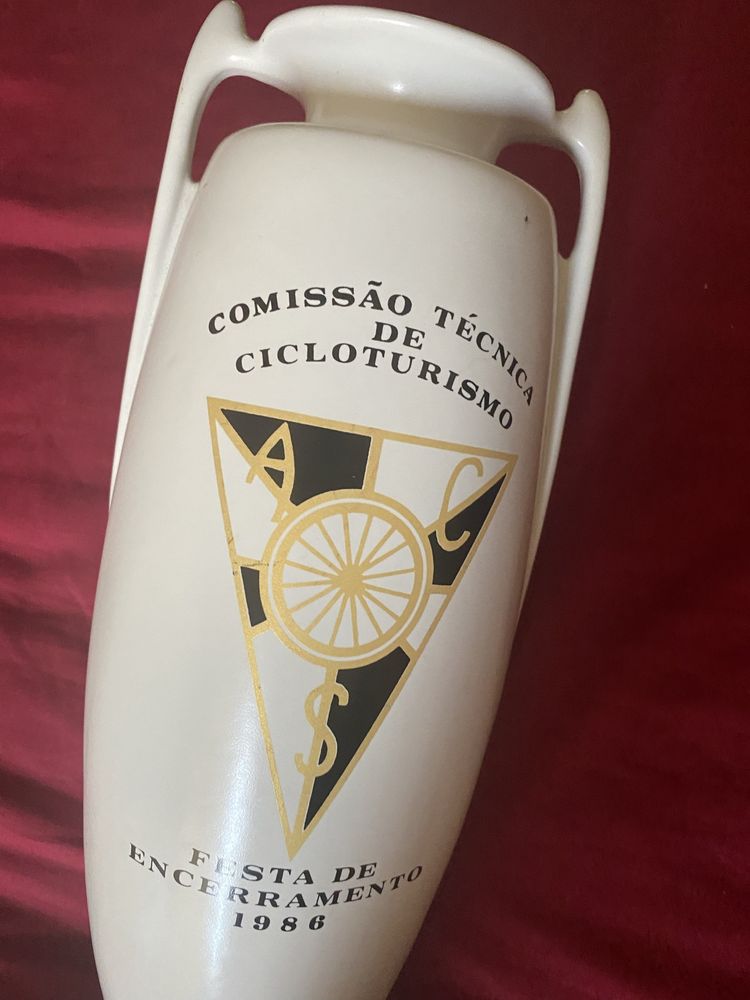 COMISSÃO TÉCNICA
DE
CICLOTURISMO
A C
S
FESTA DE
ENCERRAMENTO
1986